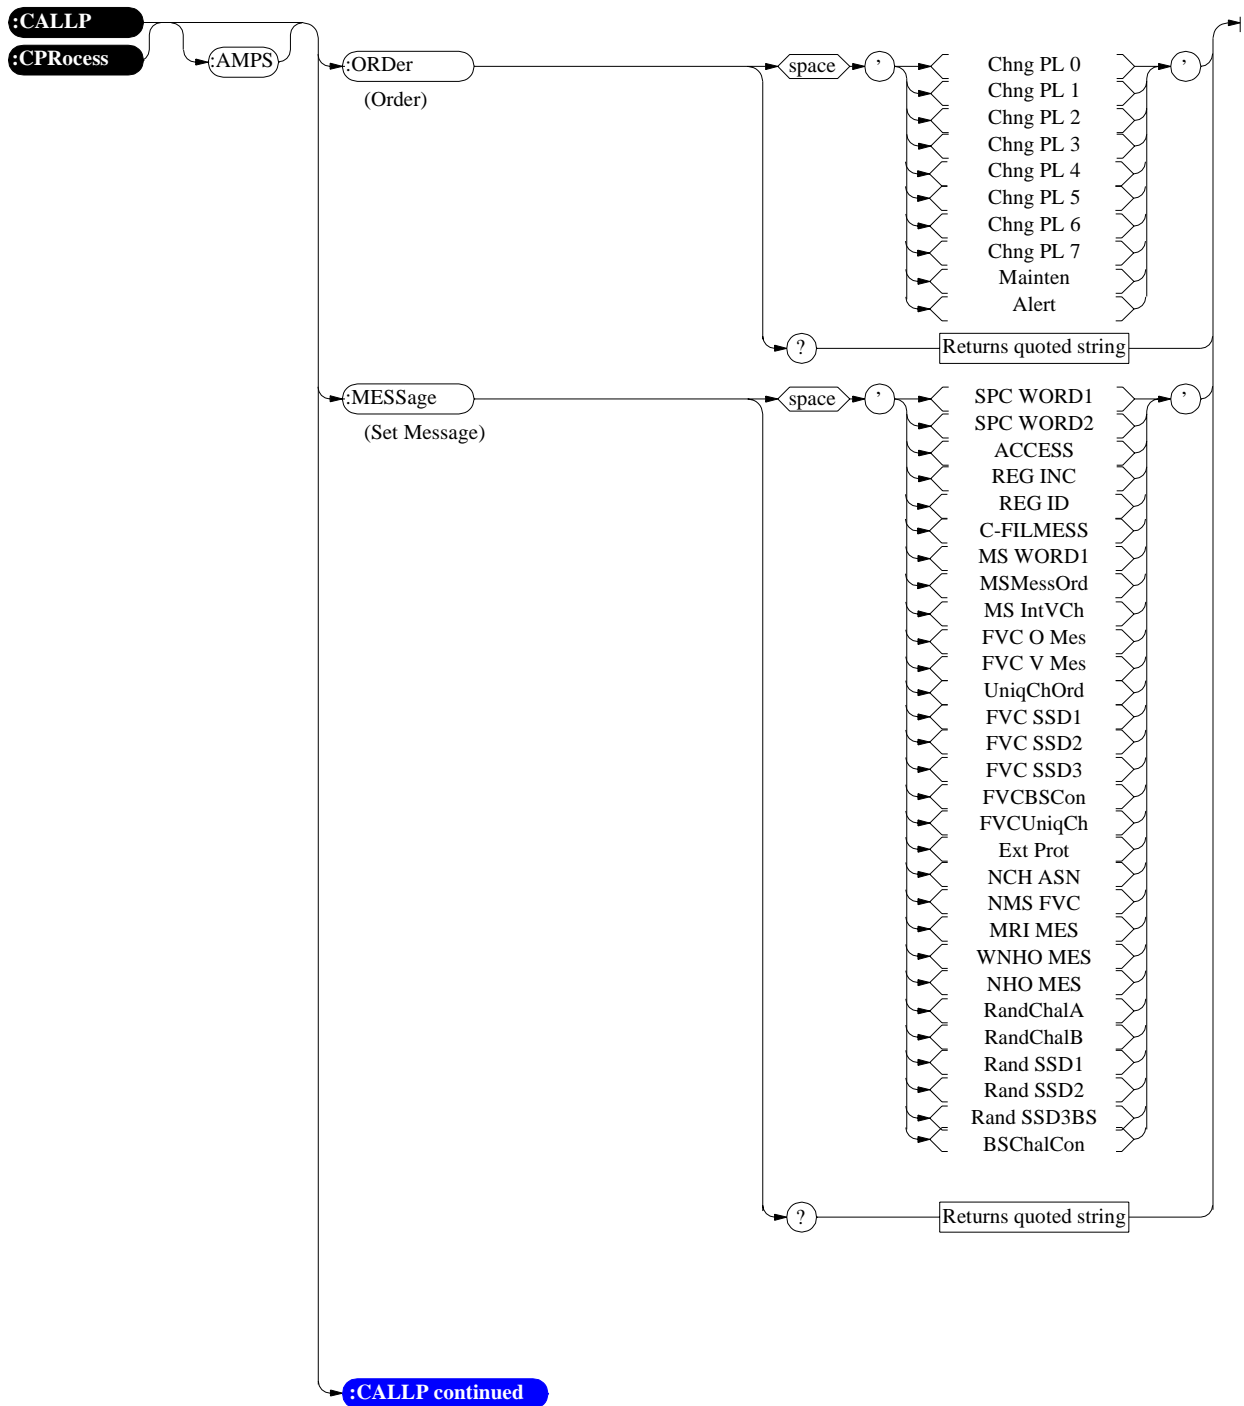 :CALLP
:CPRocess
:AMPS
:ORDer
(Order)
space
'
Chng PL 0
'
Chng PL 1
Chng PL 2
Chng PL 3
Chng PL 4
Chng PL 5
Chng PL 6
Chng PL 7
Mainten
Alert
?
Returns quoted string
:MESSage
(Set Message)
space
'
SPC WORD1
'
SPC WORD2
ACCESS
REG INC
REG ID
C-FILMESS
MS WORD1
MSMessOrd
MS IntVCh
FVC O Mes
FVC V Mes
UniqChOrd
FVC SSD1
FVC SSD2
FVC SSD3
FVCBSCon
FVCUniqCh
Ext Prot
NCH ASN
NMS FVC
MRI MES
WNHO MES
NHO MES
RandChalA
RandChalB
Rand SSD1
Rand SSD2
Rand SSD3BS
BSChalCon
?
Returns quoted string
:CALLP continued